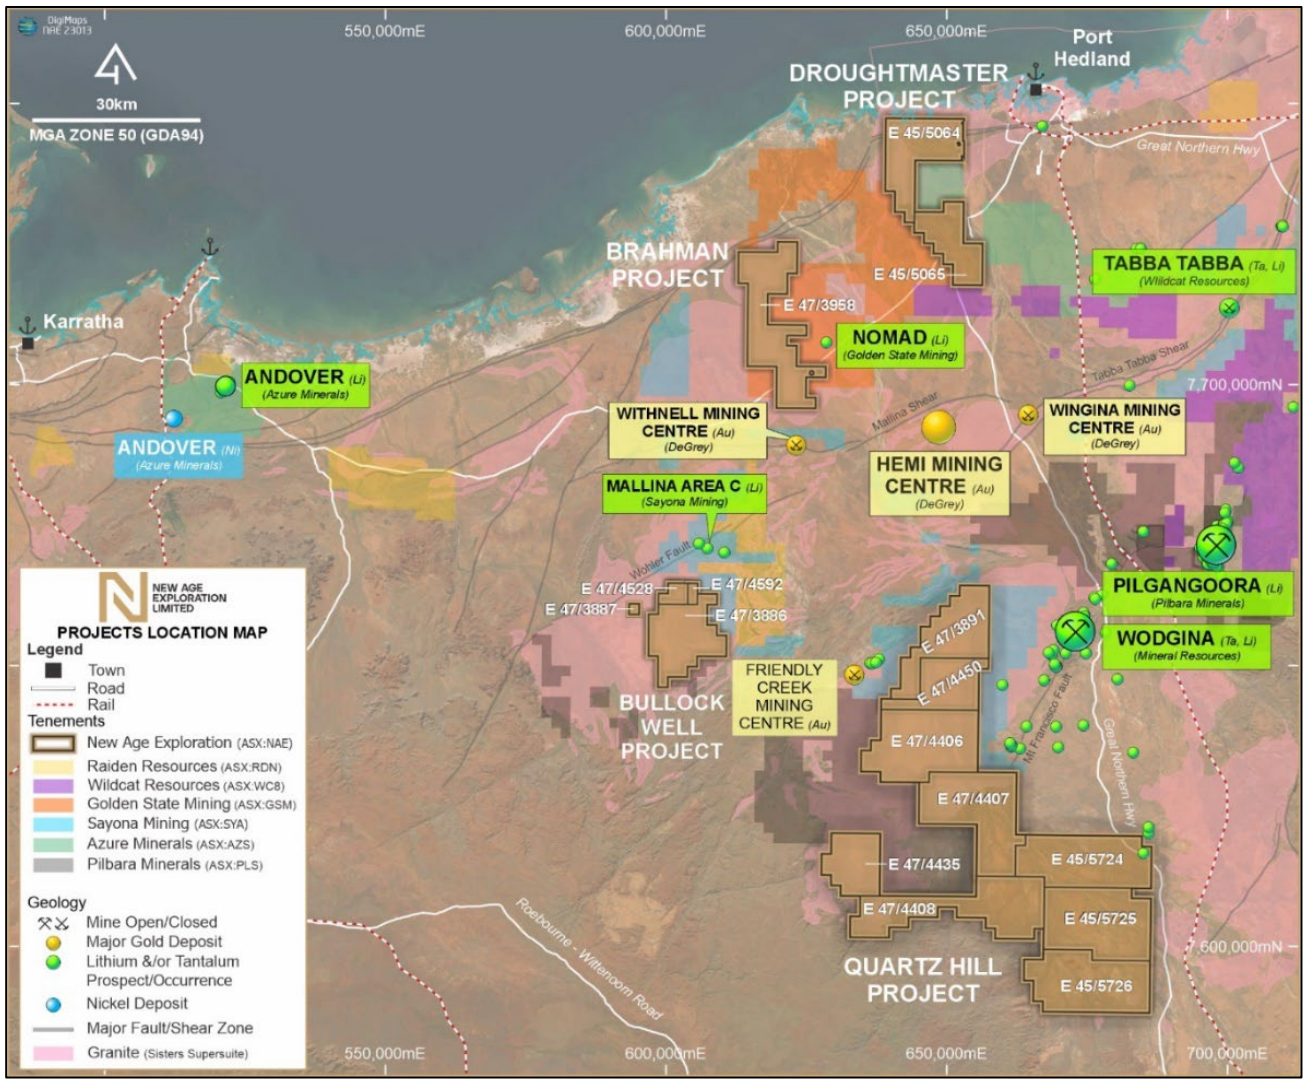 DigiMaps
NAE 23013
550,000mE
600,000mE
650,000mE
Port
Hedland
30km
MGA ZONE 50 (GDA94)
DROUGHTMASTER
PROJECT
E 45/5064
Great Northern Hwy
BRAHMAN
PROJECT
E 45/5065
TABBA TABBA (Ta, Li)
(Wildcat Resources)
E 47/3958
Karratha
NOMAD (Li)
(Golden State Mining)
Tabba Tabba Shear
ANDOVER (Li)
(Azure Minerals)
7,700,000mN
Mallina Shear
WITHNELL MINING
CENTRE (Au)
(DeGrey)
WINGINA MINING
CENTRE (Au)
(DeGrey)
ANDOVER (Ni)
(Azure Minerals)
HEMI MINING
CENTRE (Au)
(DeGrey)
MALLINA AREA C (Li)
(Sayona Mining)
Wohler Fault
E 47/4528
E 47/4592
E 47/3887
E 47/3886
PILGANGOORA (Li)
(Pilbara Minerals)
WODGINA (Ta, Li)
(Mineral Resources)
E 47/3891
E 47/4450
FRIENDLY
CREEK
MINING
CENTRE (Au)
BULLOCK
WELL
PROJECT
E 47/4406
Mt Francisco Fault
Great Northern Hwy
E 47/4407
E 47/4435
E 45/5724
E 47/4408
E 45/5725
Roebourne - Wittenoom Road
7,600,000mN
QUARTZ HILL
PROJECT
E 45/5726
550,000mE
600,000mE
650,000mE
700,000mE
N
NEW AGE
EXPLORATION
LIMITED
PROJECTS LOCATION MAP
Legend
Town
Road
Rail
Tenements
New Age Exploration (ASX:NAE)
Raiden Resources (ASX:RDN)
Wildcat Resources (ASX:WC8)
Golden State Mining (ASX:GSM)
Sayona Mining (ASX:SYA)
Azure Minerals (ASX:AZS)
Pilbara Minerals (ASX:PLS)
Geology
Mine Open/Closed
Major Gold Deposit
Lithium &/or Tantalum
Prospect/Occurrence
Nickel Deposit
Major Fault/Shear Zone
Granite (Sisters Supersuite)